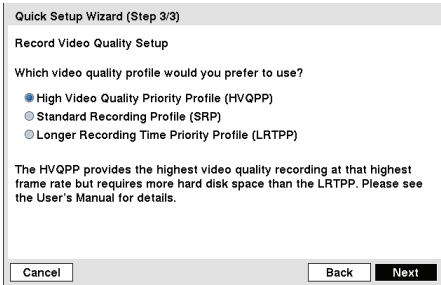 Quick Setup Wizard (Step 3/3)
Record Video Quality Setup
Which video quality profile would you prefer to use?
High Video Quality Priority Profile (HVQPP)
Standard Recording Profile (SRP)
Longer Recording Time Priority Profile (LRTPP)
The HVQPP provides the highest video quality recording at that highest
frame rate but requires more hard disk space than the LRTPP. Please see
the User's Manual for details.
Cancel Back Next